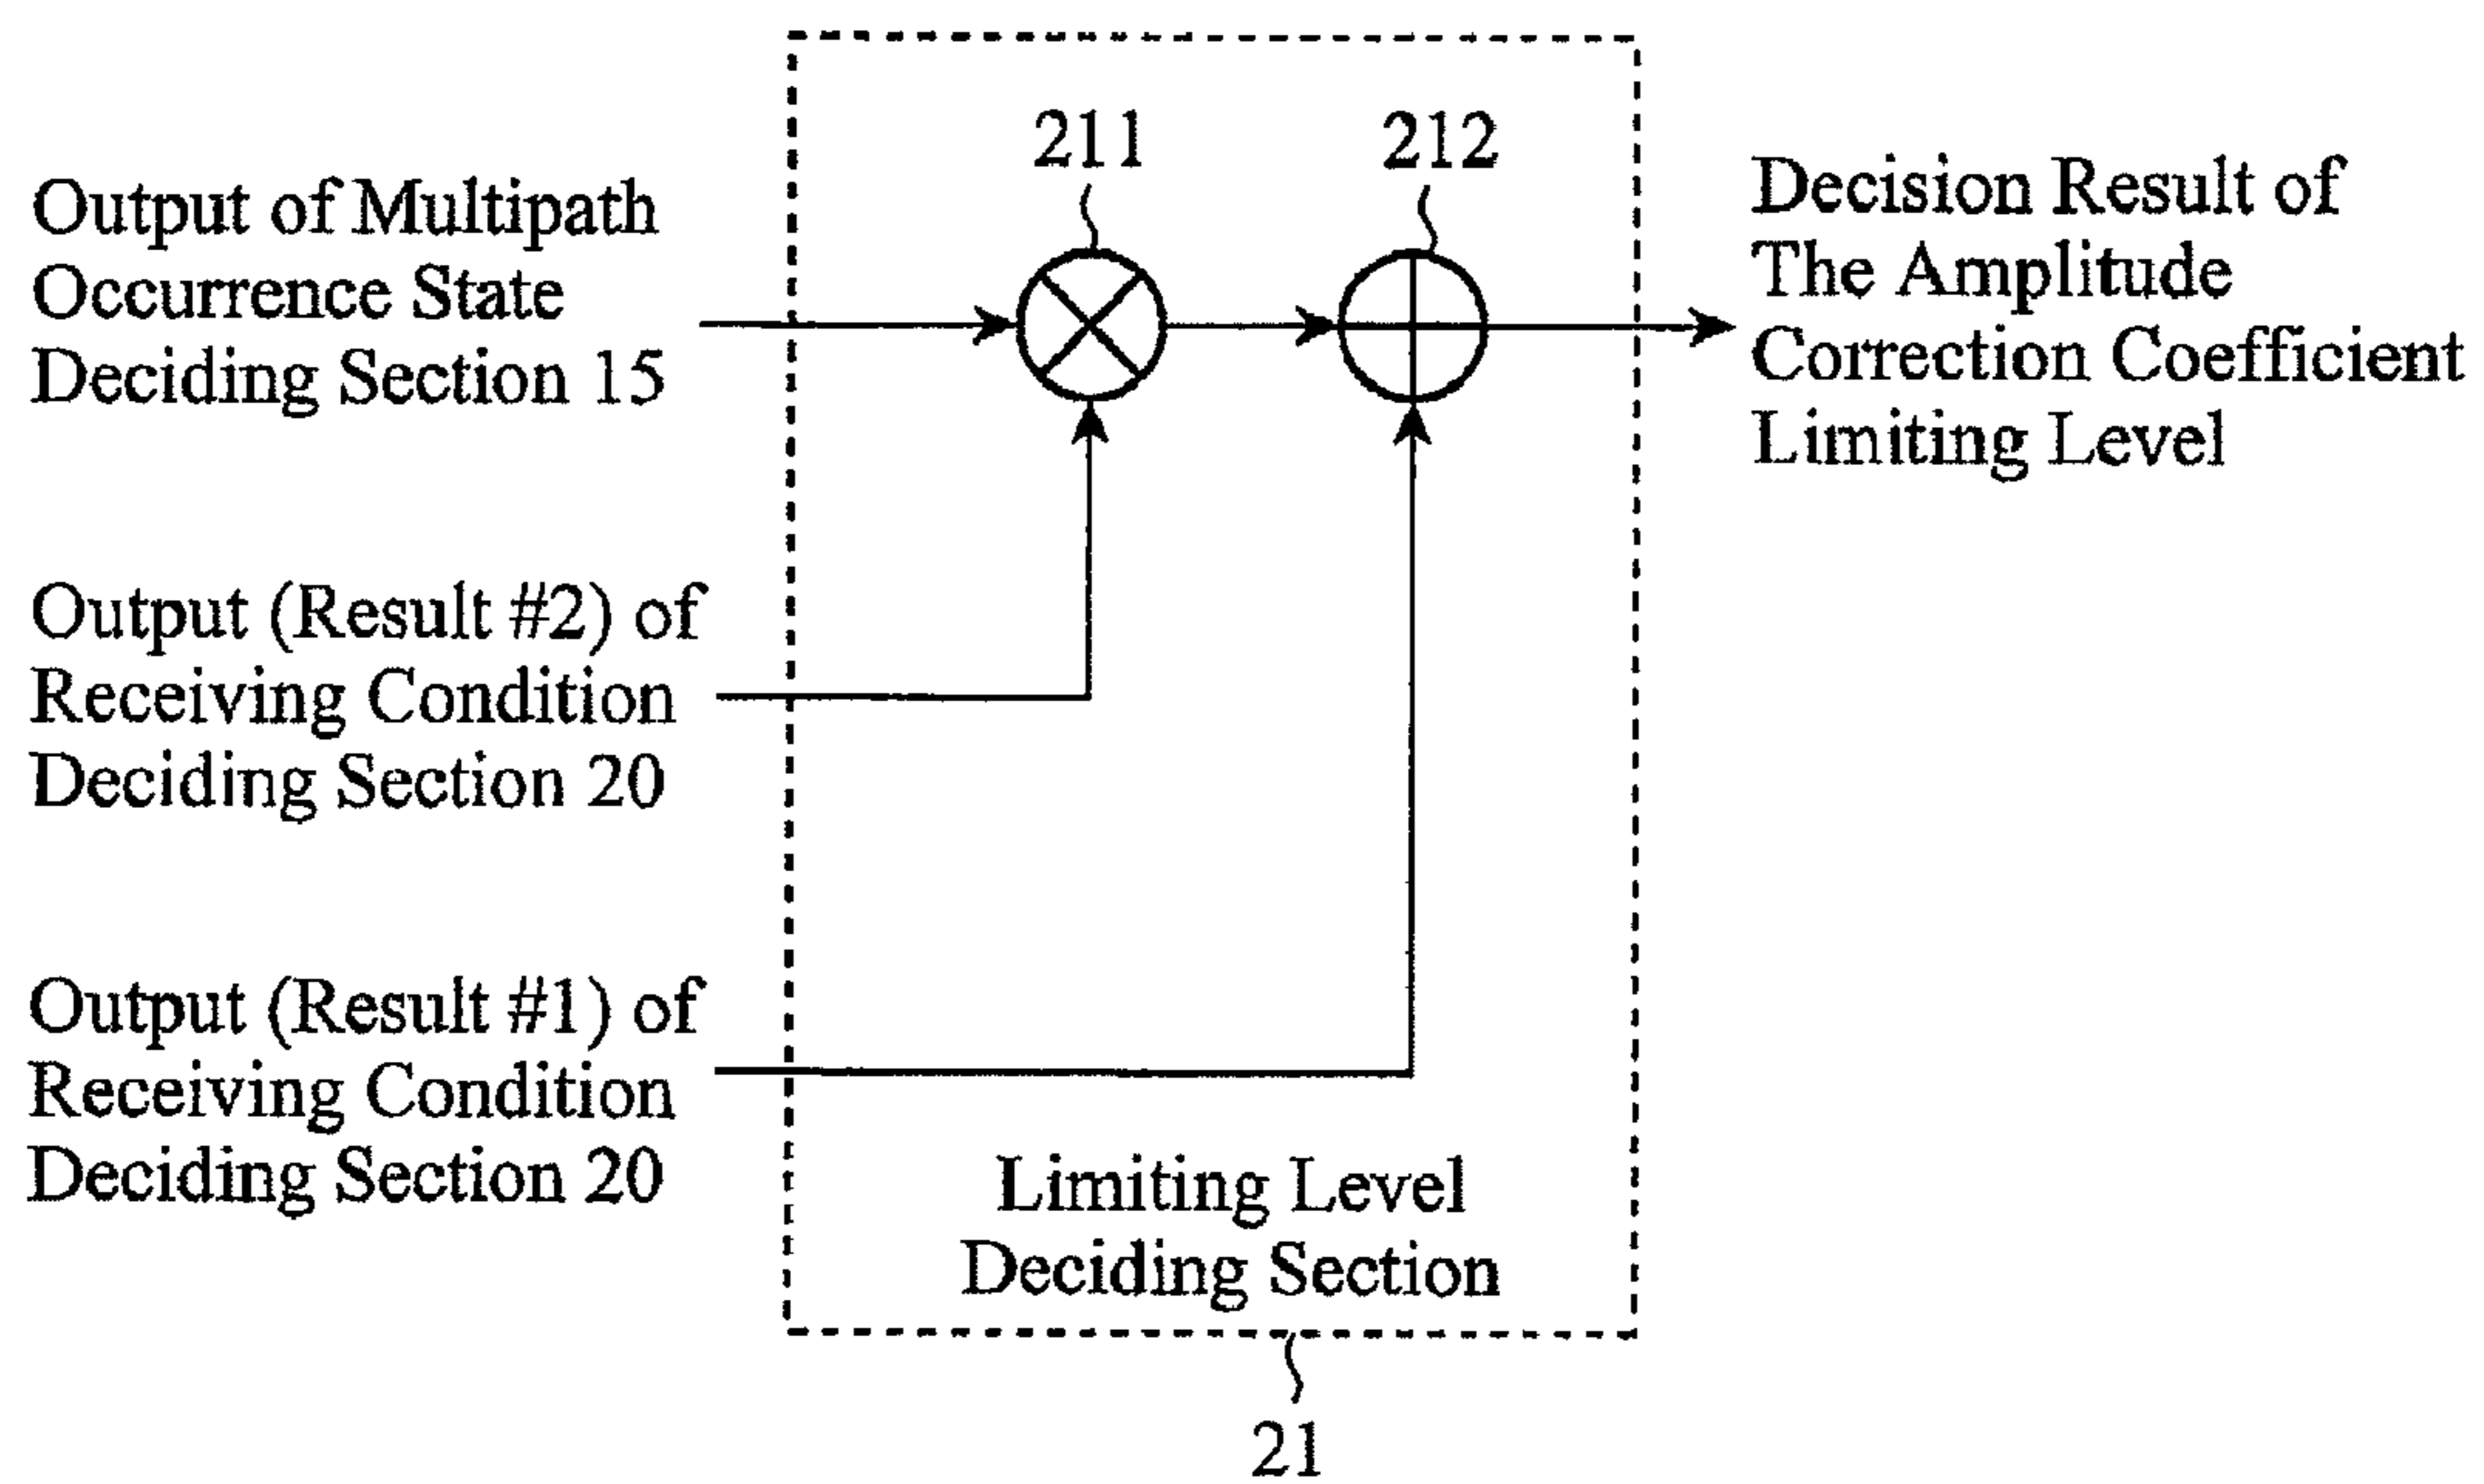 211
212
Output of Multipath
Occurrence State
Deciding Section 15
Decision Result of
The Amplitude
Correction Coefficient
Limiting Level
Output (Result #2) of
Receiving Condition
Deciding Section 20
Output (Result #1) of
Receiving Condition
Deciding Section 20
Limiting Level
Deciding Section
21